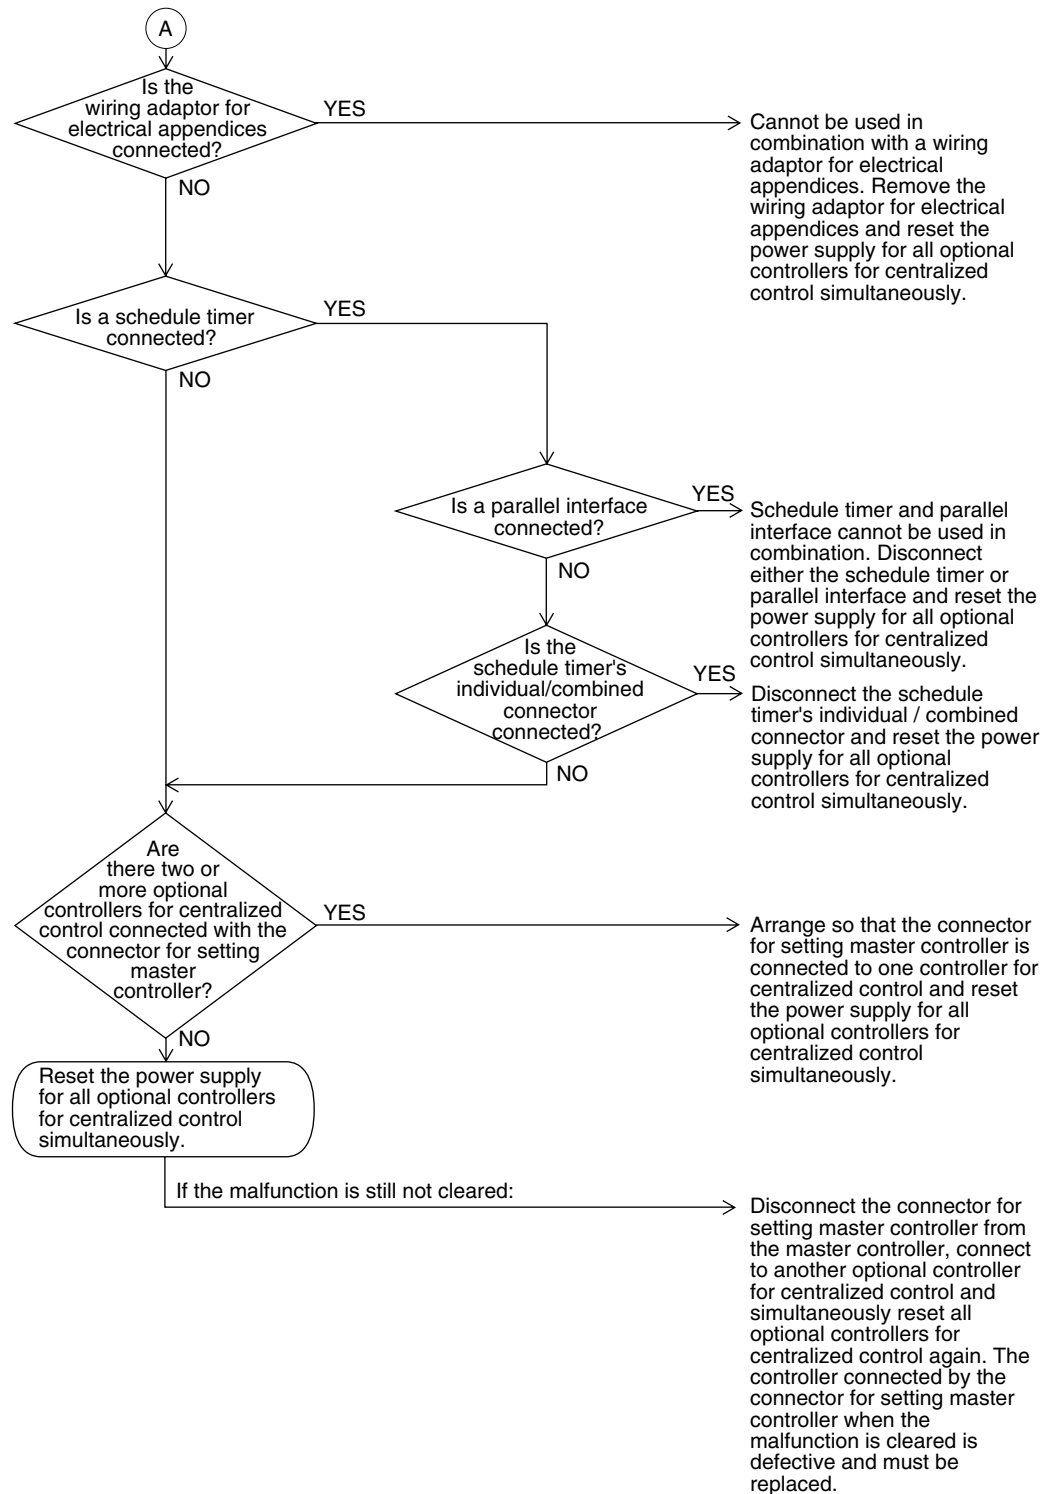 A
Is the
wiring adaptor for
electrical appendices
connected?
YES
Cannot be used in
combination with a wiring
adaptor for electrical
appendices. Remove the
wiring adaptor for electrical
appendices and reset the
power supply for all optional
controllers for centralized
control simultaneously.
NO
Is a schedule timer
connected?
YES
NO
Is a parallel interface
connected?
YES
Schedule timer and parallel
interface cannot be used in
combination. Disconnect
either the schedule timer or
parallel interface and reset the
power supply for all optional
controllers for centralized
control simultaneously.
NO
Is the
schedule timer's
individual/combined
connector
connected?
YES
Disconnect the schedule
timer's individual / combined
connector and reset the power
supply for all optional
controllers for centralized
control simultaneously.
NO
Are
there two or
more optional
controllers for centralized
control connected with the
connector for setting
master
controller?
YES
Arrange so that the connector
for setting master controller is
connected to one controller for
centralized control and reset
the power supply for all
optional controllers for
centralized control
simultaneously.
NO
Reset the power supply
for all optional controllers
for centralized control
simultaneously.
If the malfunction is still not cleared:
Disconnect the connector for
setting master controller from
the master controller, connect
to another optional controller
for centralized control and
simultaneously reset all
optional controllers for
centralized control again. The
controller connected by the
connector for setting master
controller when the
malfunction is cleared is
defective and must be
replaced.